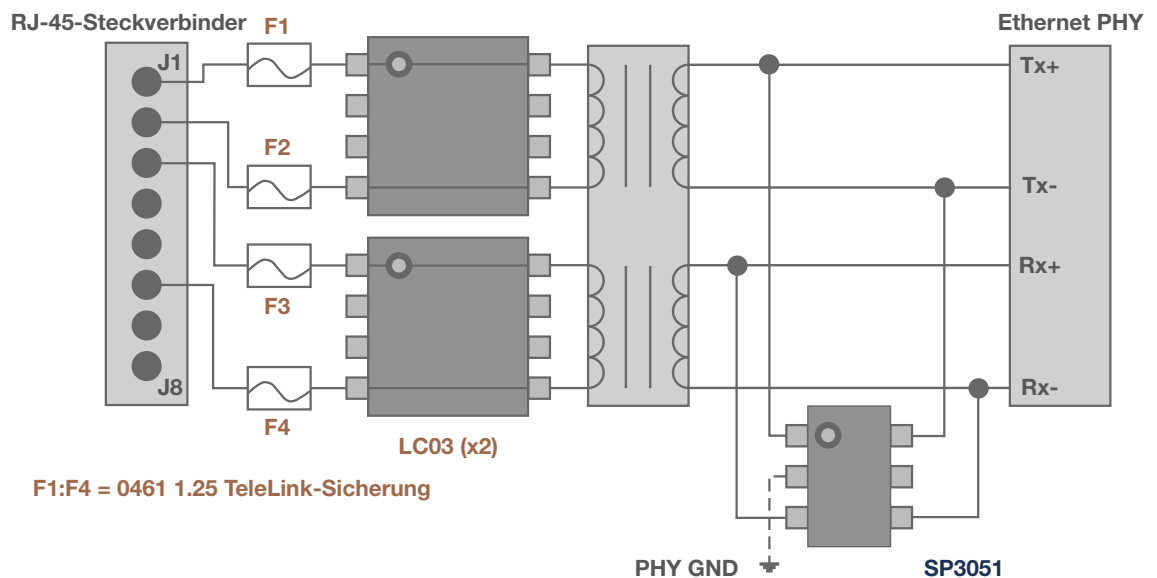 RJ-45-Steckverbinder
Ethernet PHY
F1
J1
Tx+
F2
Tx-
Rx+
F3
J8
Rx-
F4
LC03 (x2)
F1:F4 = 0461 1.25 TeleLink-Sicherung
PHY GND
SP3051